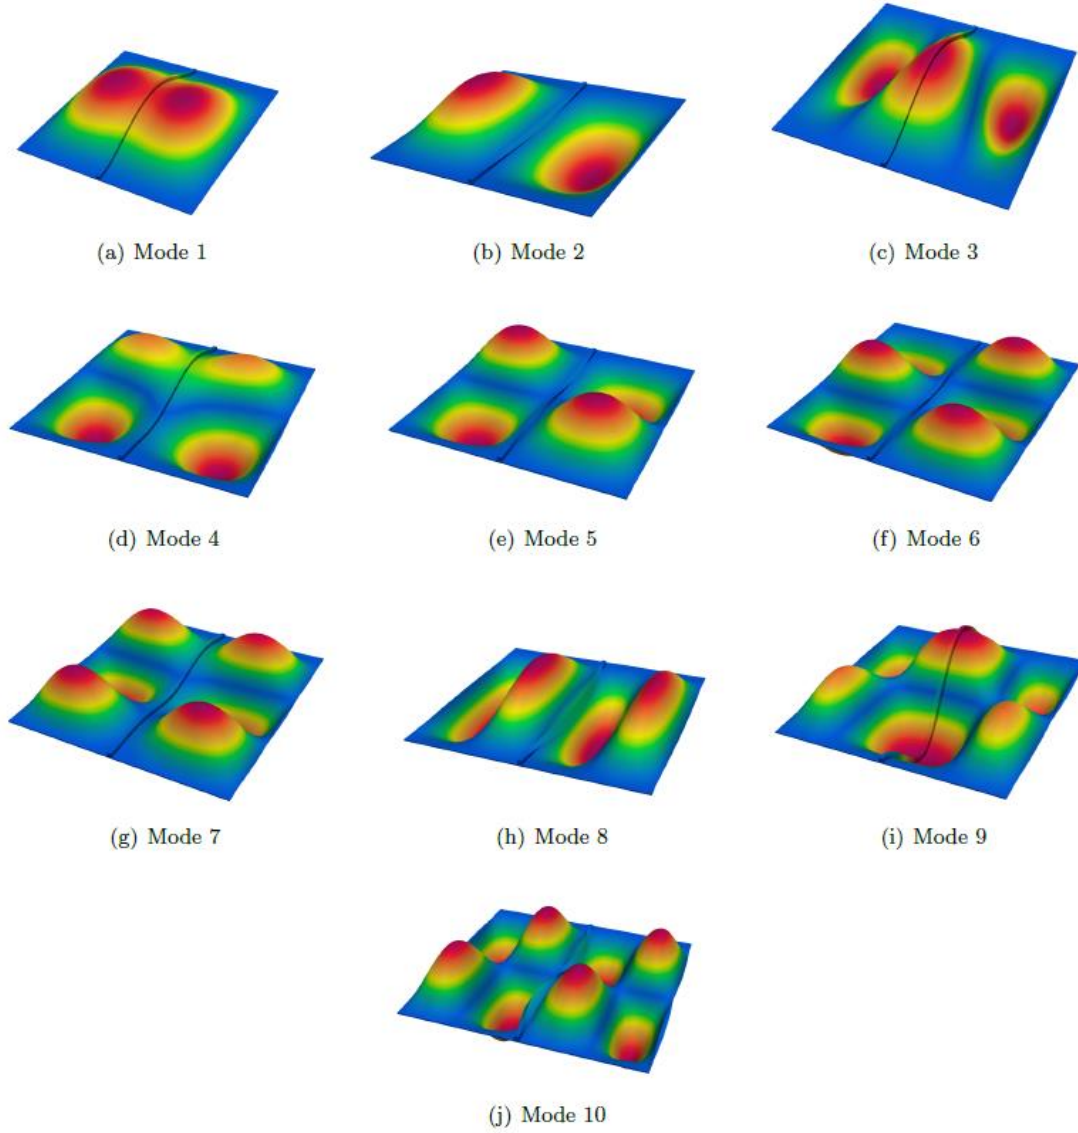 (a) Mode 1
(b) Mode 2
(c) Mode 3
(d) Mode 4
(e) Mode 5
(f) Mode 6
(g) Mode 7
(h) Mode 8
(i) Mode 9
(j) Mode 10